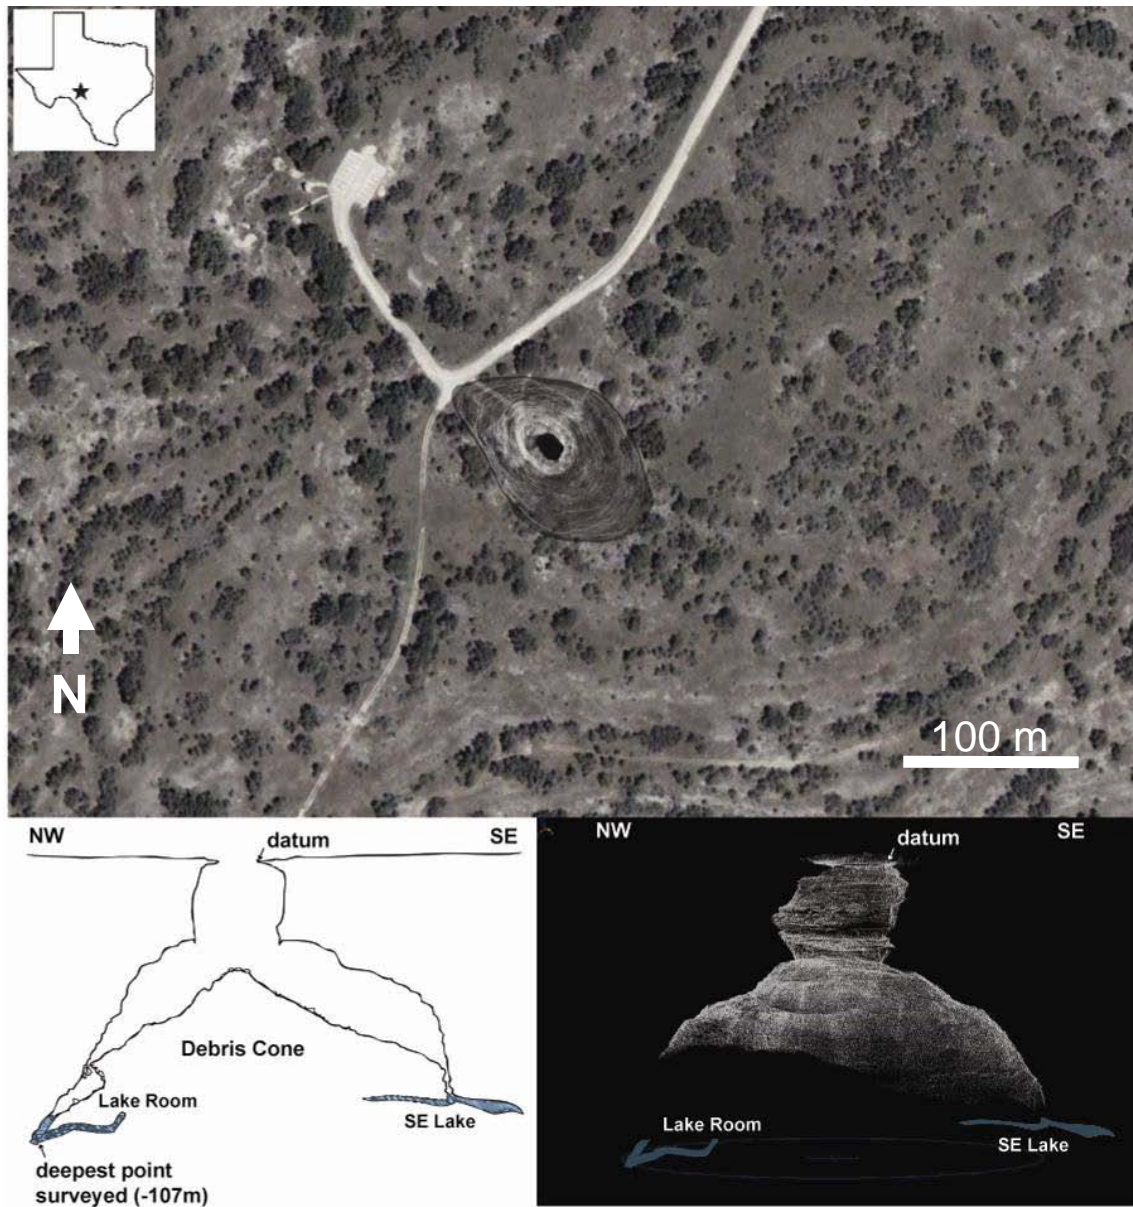 N
100 m
NW
datum
SE
Debris Cone
Lake Room
SE Lake
deepest point
surveyed (-107m)
NW
SE
datum
Lake Room
SE Lake